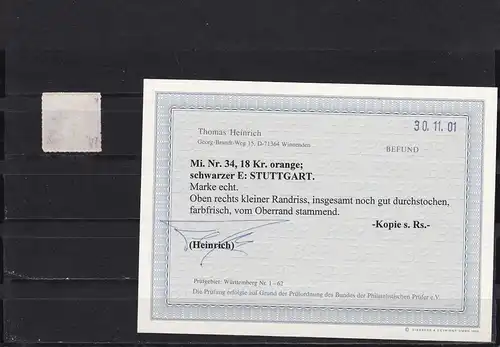 30. 11. 01
Thomas Heinrich
Georg-Brauch-Weg 15, D-71364 Winnenden
BEFUND
Mi. Nr. 34, 18 Kr. orange;
schwarzer E: STUTTGART.
Marke echt.
Oben rechts kleiner Randriss, insgesamt noch gut durchstochen,
farbfrisch, vom Oberrand stammend.
-Kopie s. Rs.-
(Heinrich)
Prüfgebiet: Württemberg Nr. 1 - 62
Die Prüfung erfolgte auf Grund der Prüfordnung des Bundes der Philatelistischen Prüfer e.V.